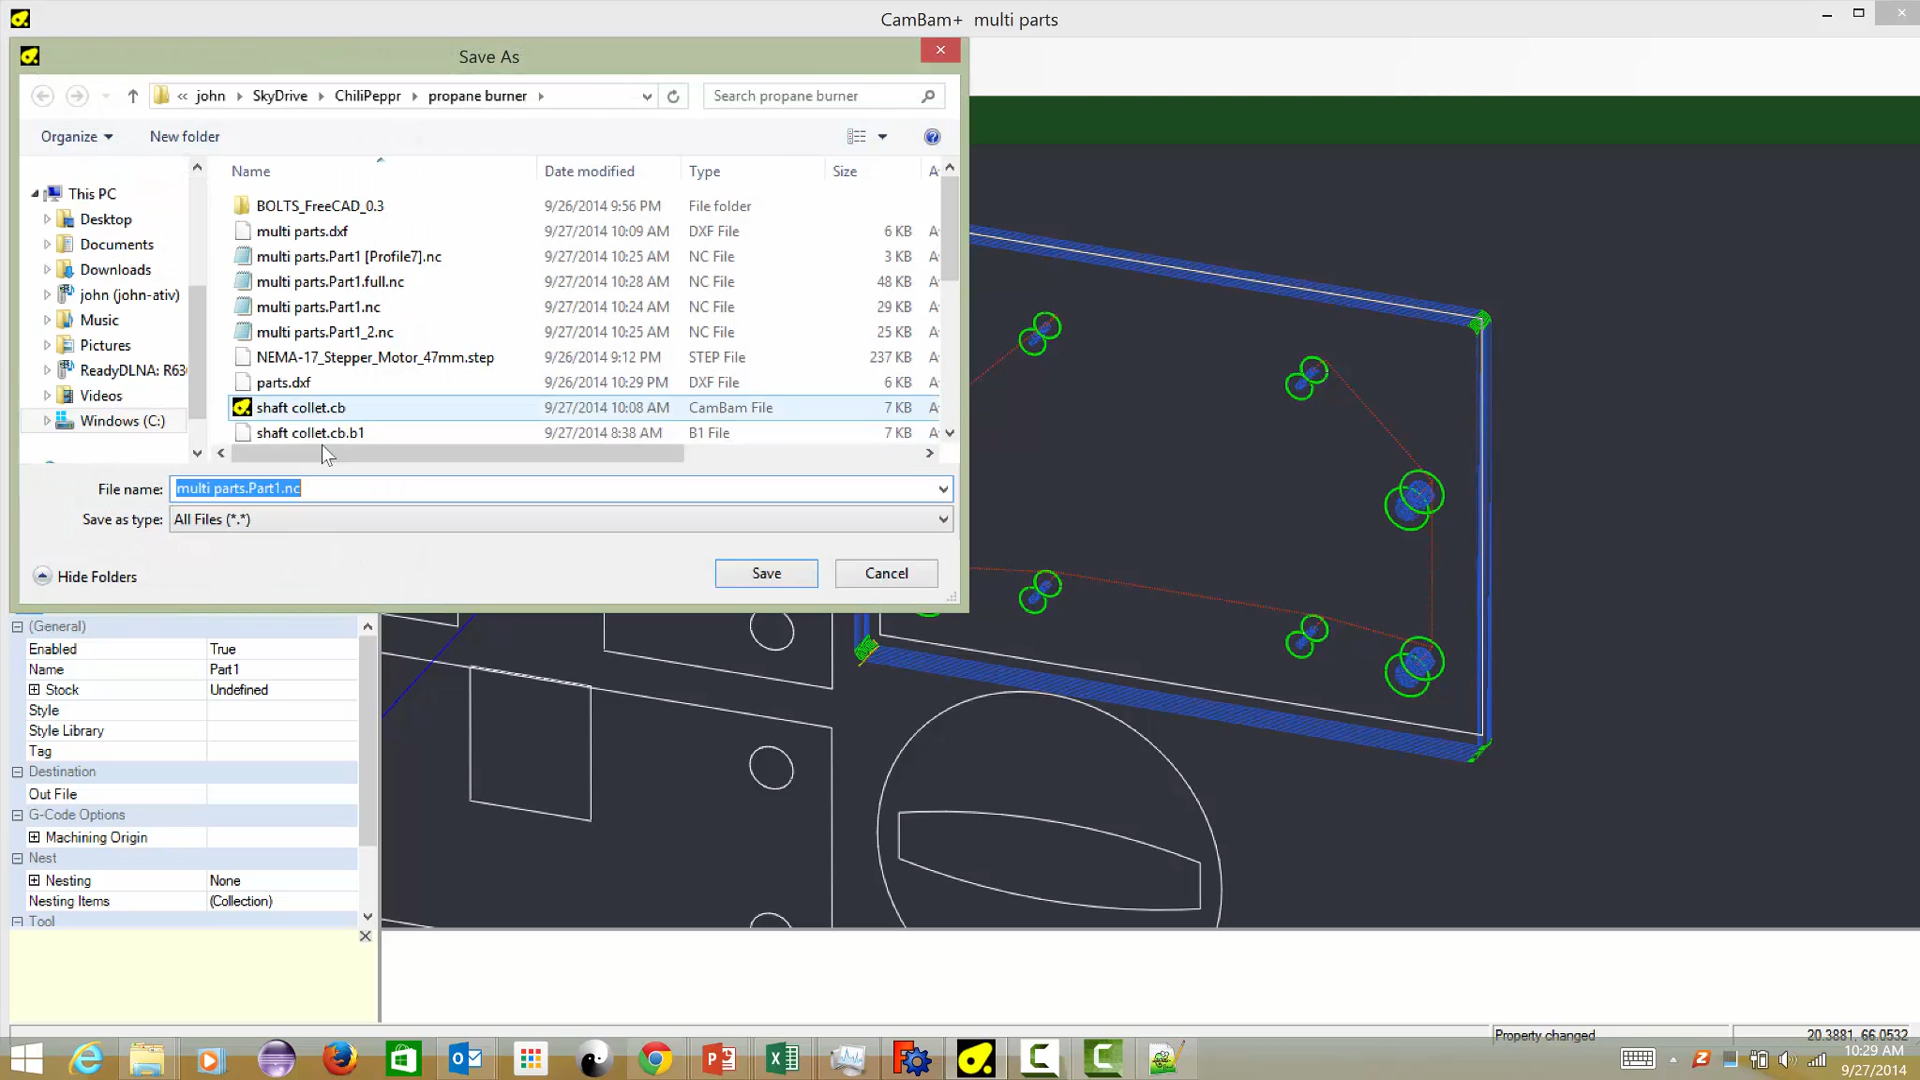 CamBam+ multi parts
Save As
« john SkyDrive ChiliPeppr propane burner
Search propane burner
Organize
New folder
Name Date modified Type Size A
This PC
Desktop
Documents
Downloads
john (john-ativ)
Music
Pictures
ReadyDLNA: R63
Videos
Windows (C:)
BOLTS_FreeCAD_0.3 9/26/2014 9:56 PM File folder
multi parts.dxf 9/27/2014 10:09 AM DXF File 6 KB A
multi parts.Part1 [Profile7].nc 9/27/2014 10:25 AM NC File 3 KB A
multi parts.Part1.full.nc 9/27/2014 10:28 AM NC File 48 KB A
multi parts.Part1.nc 9/27/2014 10:24 AM NC File 29 KB A
multi parts.Part1_2.nc 9/27/2014 10:25 AM NC File 25 KB A
NEMA-17_Stepper_Motor_47mm.step 9/26/2014 9:12 PM STEP File 237 KB A
parts.dxf 9/26/2014 10:29 PM DXF File 6 KB A
shaft collet.cb 9/27/2014 10:08 AM CamBam File 7 KB A
shaft collet.cb.b1 9/27/2014 8:38 AM B1 File 7 KB A
File name: multi parts.Part1.nc
Save as type: All Files (*.*)
Hide Folders
Save
Cancel
(General)
Enabled True
Name Part1
Stock Undefined
Style
Style Library
Tag
Destination
Out File
G-Code Options
Machining Origin
Nest
Nesting None
Nesting Items (Collection)
Tool
Property changed
20.3881, 66.0532
10:29 AM
9/27/2014